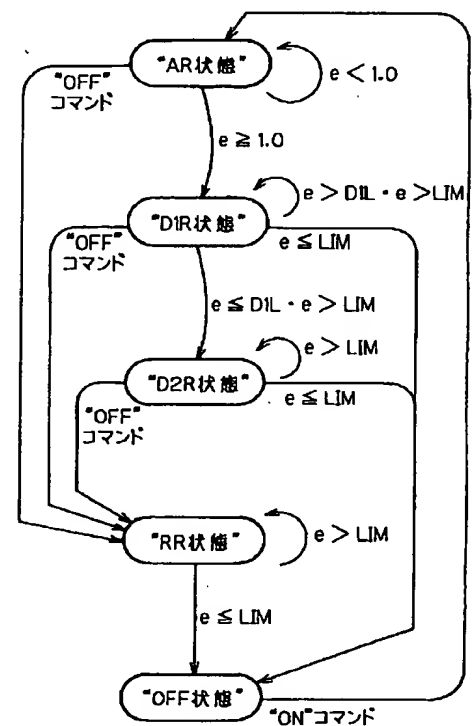 "AR状態"
e < 1.0
"OFF"
コマンド
e ≧ 1.0
"D1R状態"
e > D1L・e > LIM
"OFF"
コマンド
e ≦ LIM
e ≦ D1L・e > LIM
"D2R状態"
e > LIM
e ≦ LIM
"OFF"
コマンド
"RR状態"
e > LIM
e ≦ LIM
"OFF状態"
"ON"コマンド